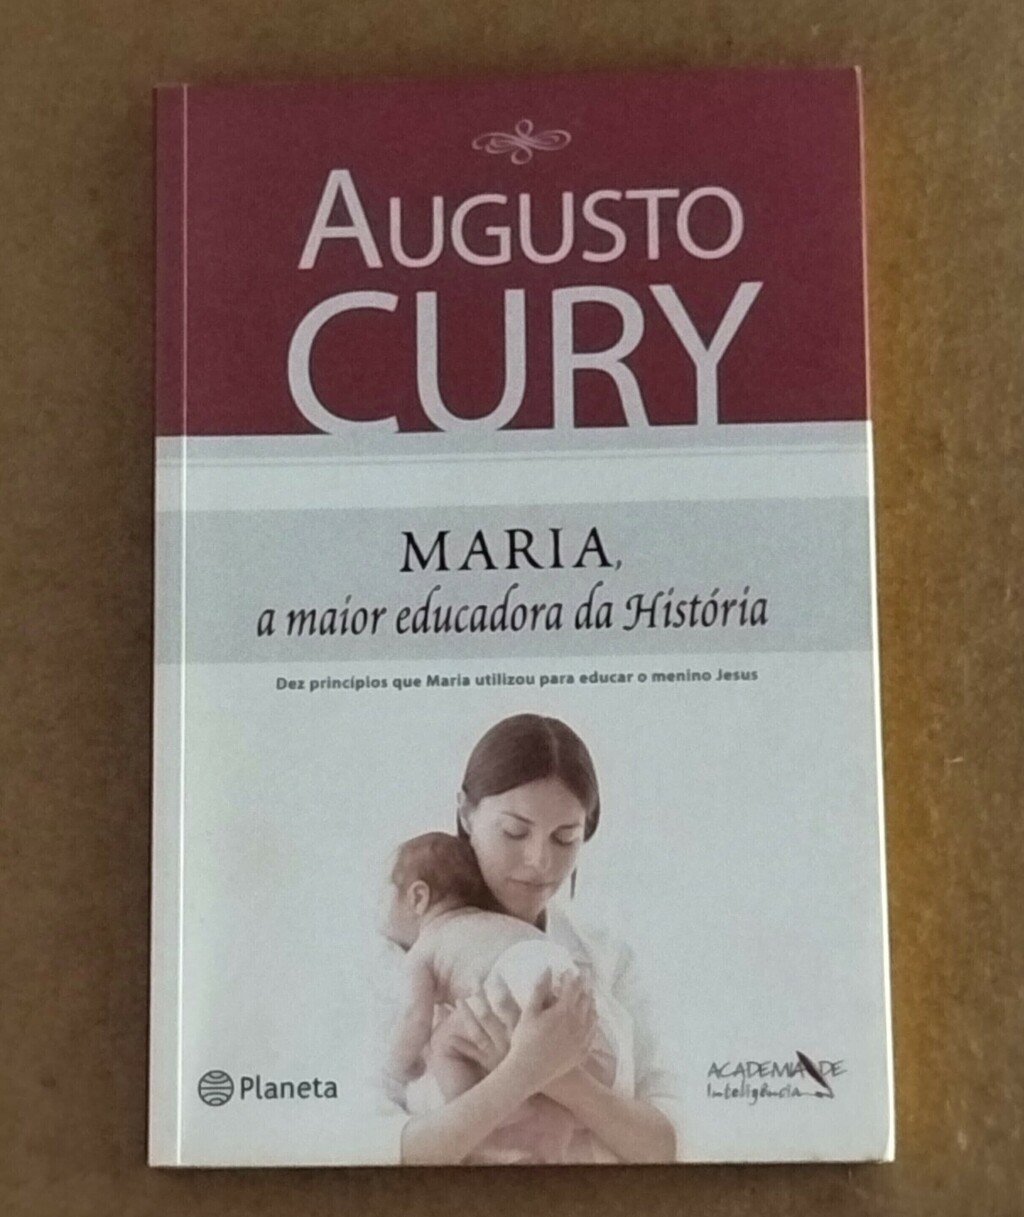 AUGUSTO
CURY
MARIA,
a maior educadora da História
Dez princípios que Maria utilizou para educar o menino Jesus
Planeta
ACADEMIA DE
Inteligência